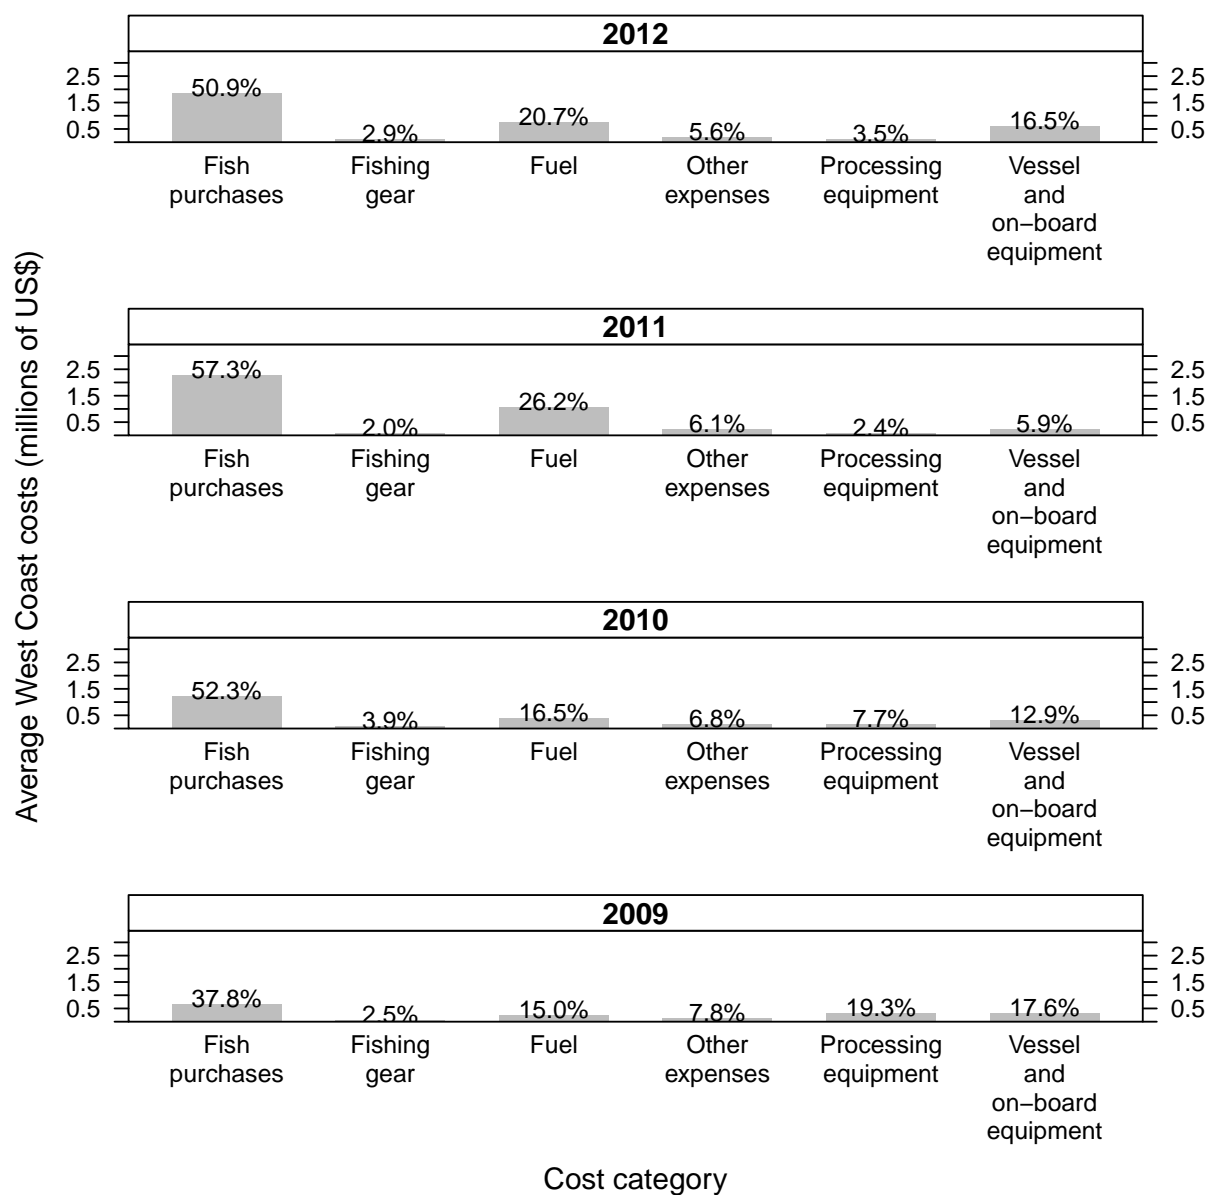 Average West Coast costs (millions of US$)
2012
2.5
1.5
0.5
2.5
1.5
0.5
50.9%
2.9%
20.7%
5.6%
3.5%
16.5%
Fish
purchases
Fishing
gear
Fuel
Other
expenses
Processing
equipment
Vessel
and
on−board
equipment
2011
2.5
1.5
0.5
2.5
1.5
0.5
57.3%
2.0%
26.2%
6.1%
2.4%
5.9%
Fish
purchases
Fishing
gear
Fuel
Other
expenses
Processing
equipment
Vessel
and
on−board
equipment
2010
2.5
1.5
0.5
2.5
1.5
0.5
52.3%
3.9%
16.5%
6.8%
7.7%
12.9%
Fish
purchases
Fishing
gear
Fuel
Other
expenses
Processing
equipment
Vessel
and
on−board
equipment
2009
2.5
1.5
0.5
2.5
1.5
0.5
37.8%
2.5%
15.0%
7.8%
19.3%
17.6%
Fish
purchases
Fishing
gear
Fuel
Other
expenses
Processing
equipment
Vessel
and
on−board
equipment
Cost category